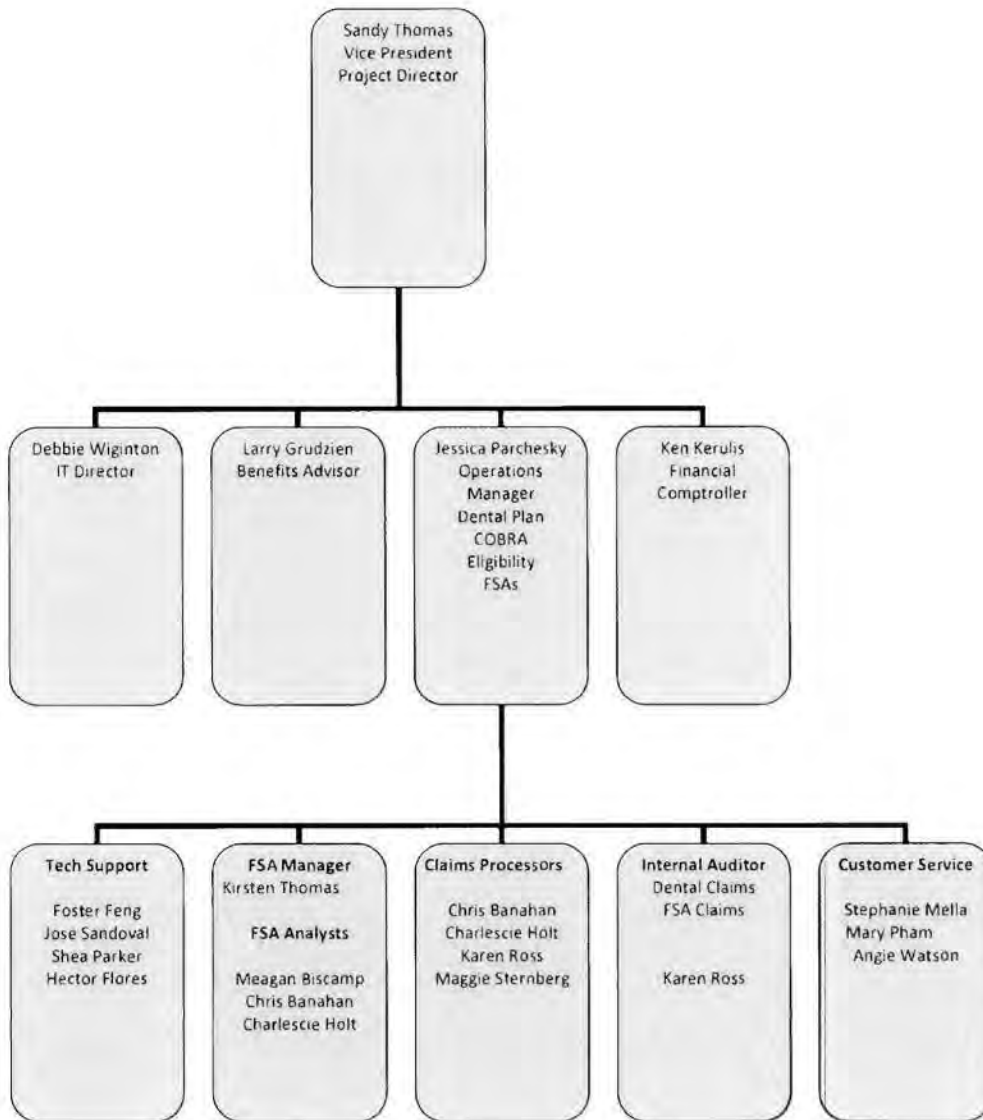 Sandy Thomas
Vice President
Project Director
Debbie Wiginton
IT Director
Larry Grudzien
Benefits Advisor
Jessica Parchesky
Operations
Manager
Dental Plan
COBRA
Eligibility
FSAs
Ken Kerulis
Financial
Comptroller
Tech Support
Foster Feng
Jose Sandoval
Shea Parker
Hector Flores
FSA Manager
Kirsten Thomas
FSA Analysts
Meagan Biscamp
Chris Banahan
Charlescie Holt
Claims Processors
Chris Banahan
Charlescie Holt
Karen Ross
Maggie Sternberg
Internal Auditor
Dental Claims
FSA Claims
Karen Ross
Customer Service
Stephanie Mella
Mary Pham
Angie Watson